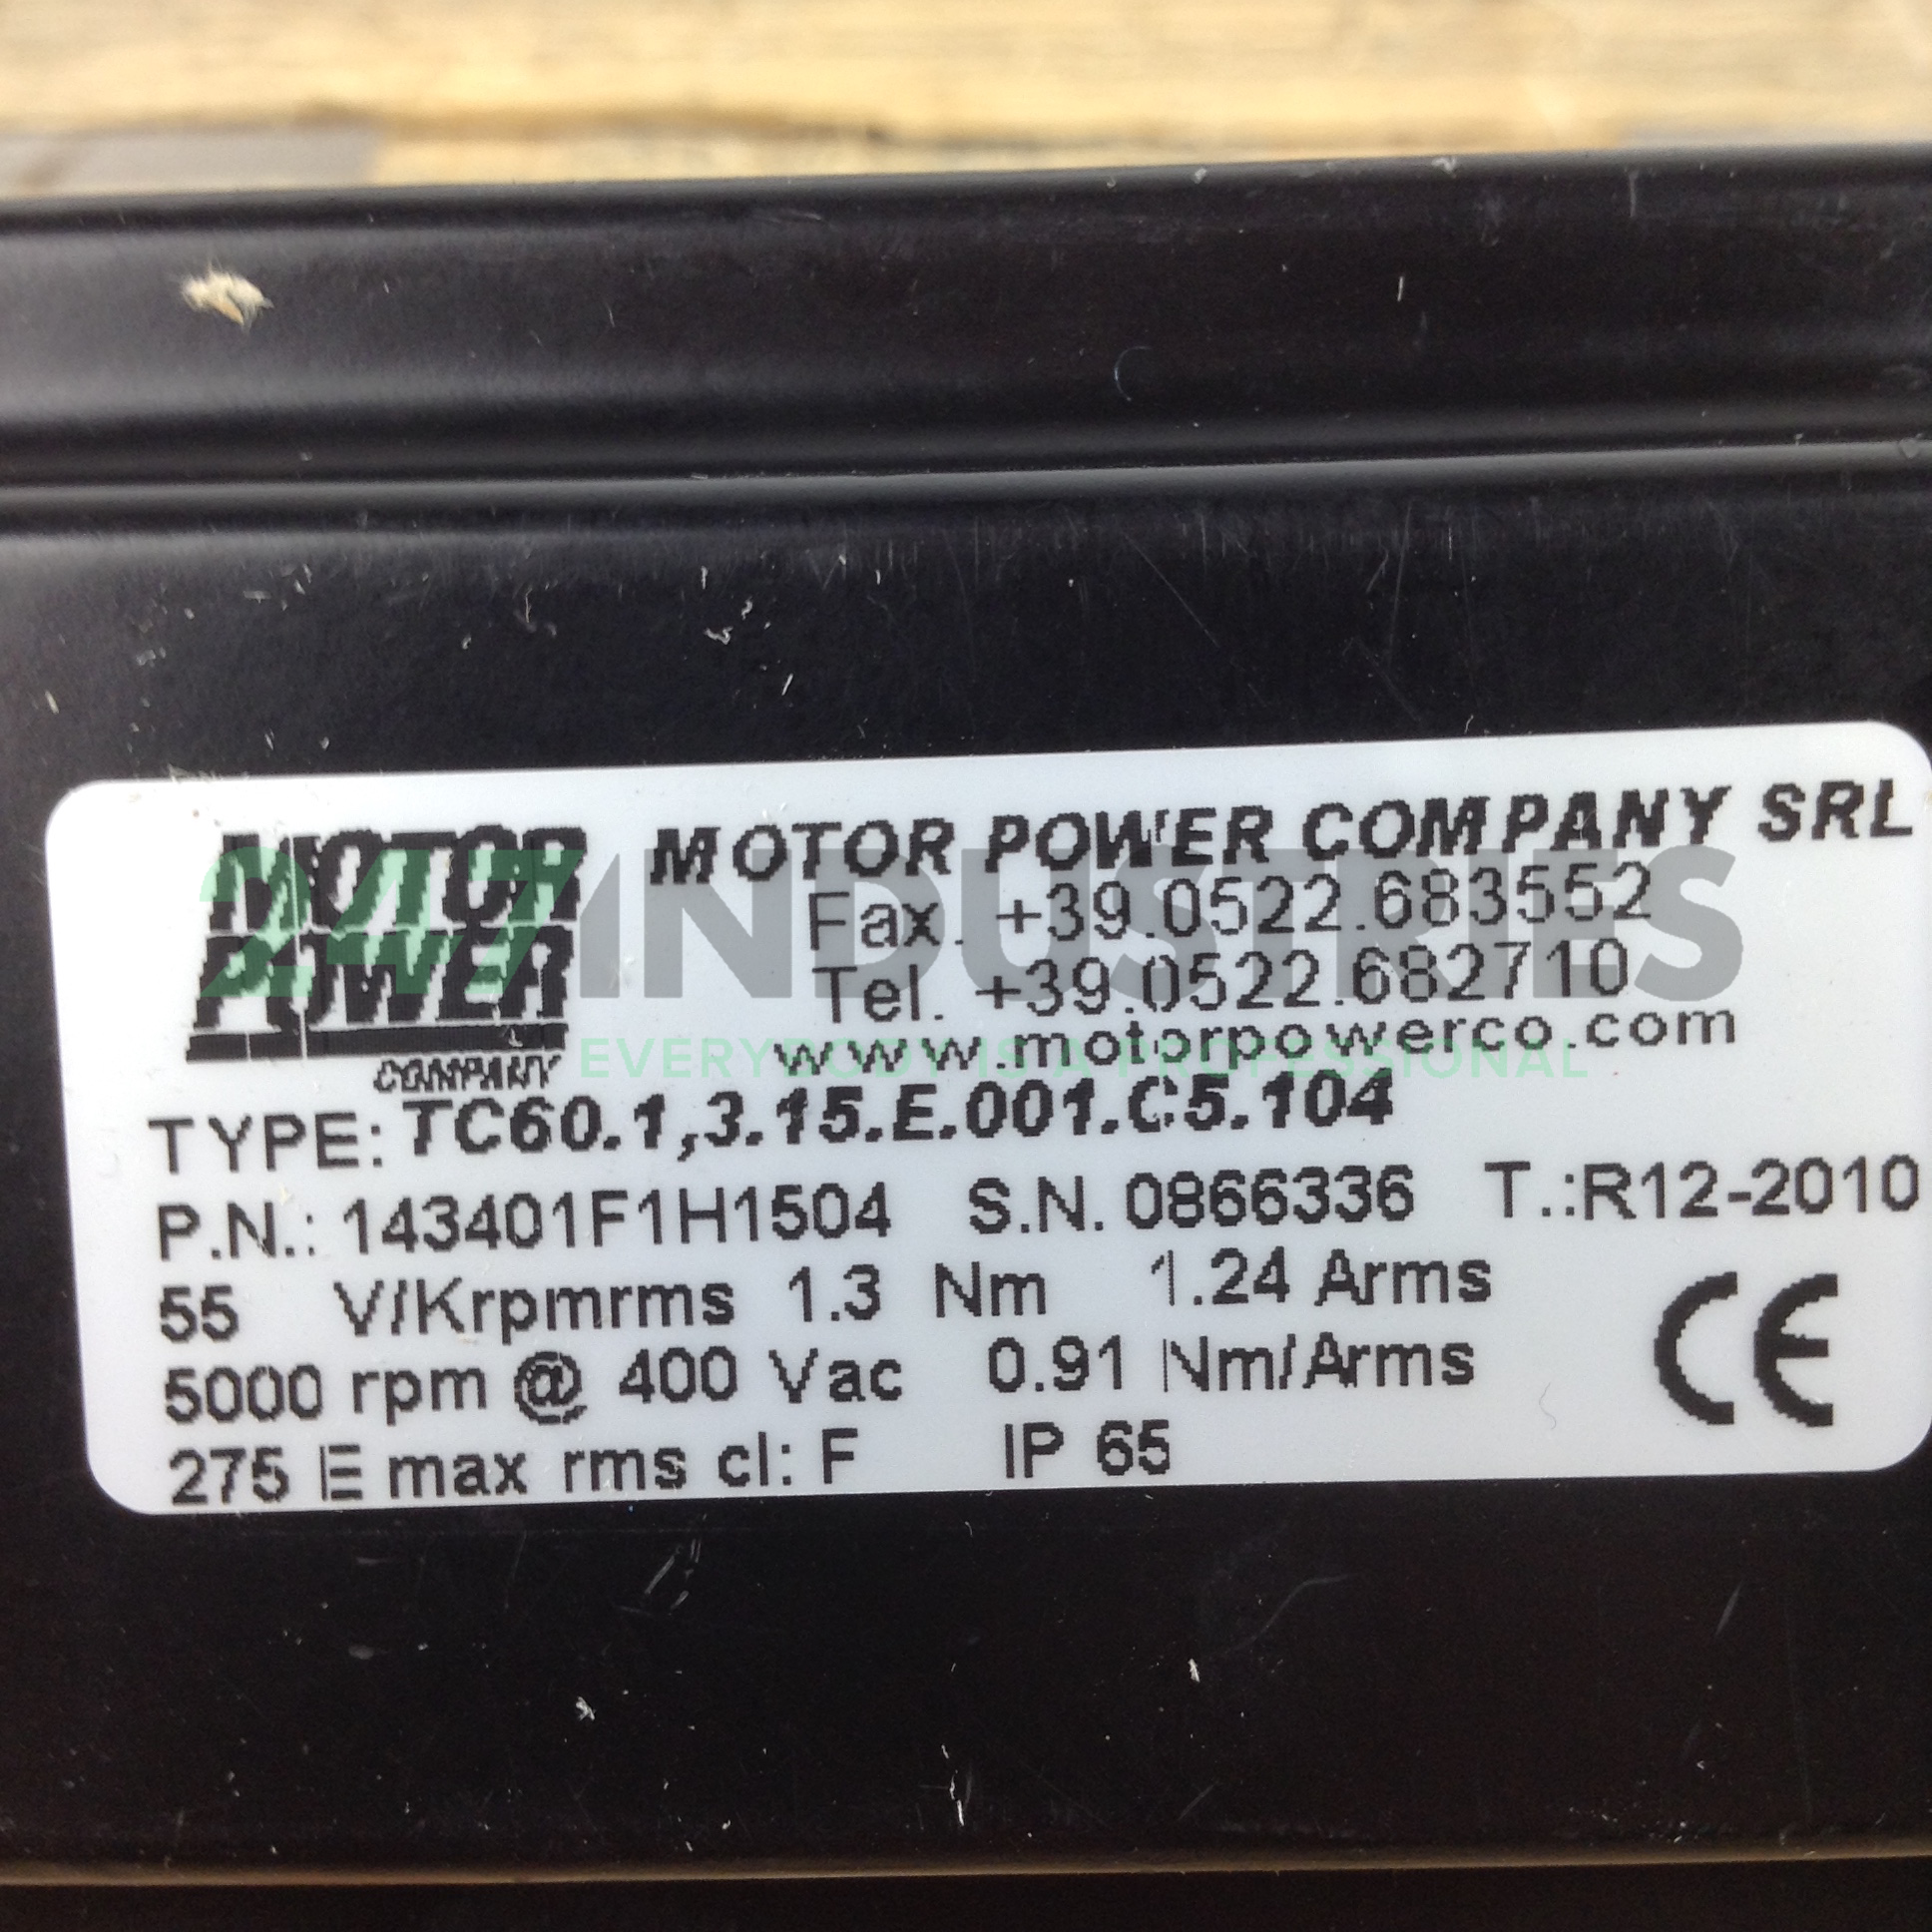 MOTOR
POWER
COMPANY
MOTOR POWER COMPANY SRL
Fax. +39.0522.683552
Tel. +39.0522.682710
www.motorpowerco.com
247INDUSTRIES
EVERYBODY IS A PROFESSIONAL
TYPE: TC60.1,3.15.E.001.C5.104
P.N.: 143401F1H1504 S.N. 0866336 T.:R12-2010
55 V/Krpmrms 1.3 Nm 1.24 Arms
5000 rpm @ 400 Vac 0.91 Nm/Arms
275 E max rms cl: F IP 65
CE